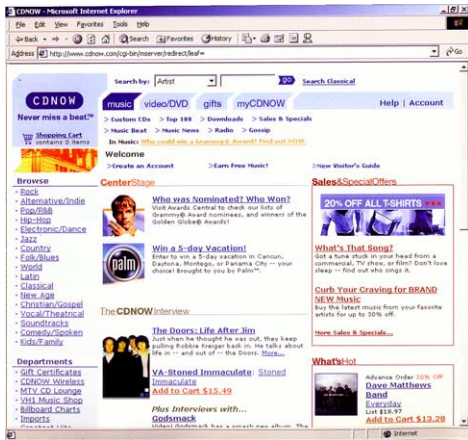 CDNOW - Microsoft Internet Explorer
File Edit View Favorites Tools Help
Back Search Favorites History
Address http://www.cdnow.com/cgi-bin/mserver/redirect/leaf= Go
Search by: Artist go Search Classical
CDNOW
Never miss a beat.™
Shopping Cart
contains 0 items
music video/DVD gifts myCDNOW Help | Account
> Custom CDs > Top 100 > Downloads > Sales & Specials
> Music Beat > Music News > Radio > Gossip
In Music: Who could win a Grammy® Award? Find out NOW.
Welcome
>Create an Account >Earn Free Music! >New Visitor's Guide
Browse
- Rock
- Alternative/Indie
- Pop/R&B
- Hip-Hop
- Electronic/Dance
- Jazz
- Country
- Folk/Blues
- World
- Latin
- Classical
- New Age
- Christian/Gospel
- Vocal/Theatrical
- Soundtracks
- Comedy/Spoken
- Kids/Family
Departments
- Gift Certificates
- CDNOW Wireless
- MTV CD Lounge
- VH1 Music Shop
- Billboard Charts
- Imports
CenterStage
Who was Nominated? Who Won?
Visit Awards Central to check our lists of
Grammy® Award nominees, and winners of the
Golden Globe® Awards!
palm
Win a 5-day Vacation!
Enter to win a 5-day vacation in Cancun,
Daytona, Montego, or Panama City -- your
choice! Brought to you by Palm™.
The CDNOW Interview
The Doors: Life After Jim
Just when he thought he was out, they keep
pulling Robbie Kreiger back in. He talks about
life in -- and out of -- the Doors. More...
VA-Stoned Immaculate: Stoned
Immaculate
Add to Cart $15.49
Plus Interviews with...
Godsmack
Sales&SpecialOffers
20% OFF ALL T-SHIRTS
What's That Song?
Got a tune stuck in your head from a
commercial, TV show, or film? Don't lose
sleep -- find out who sings it.
Curb Your Craving for BRAND
NEW Music
Buy the latest music from your favorite
artists for up to 30% off.
More Sales & Specials...
What'sHot
Advance Order 30% Off
Dave Matthews
Band
Everyday
List $18.97
Add to Cart $13.28
Internet